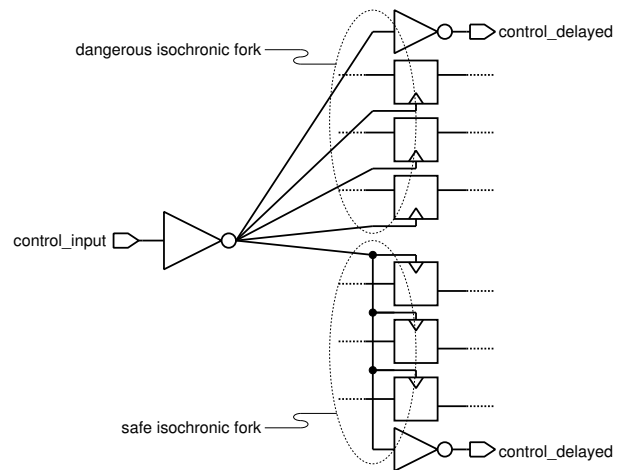 control_delayed
dangerous isochronic fork
control_input
safe isochronic fork
control_delayed